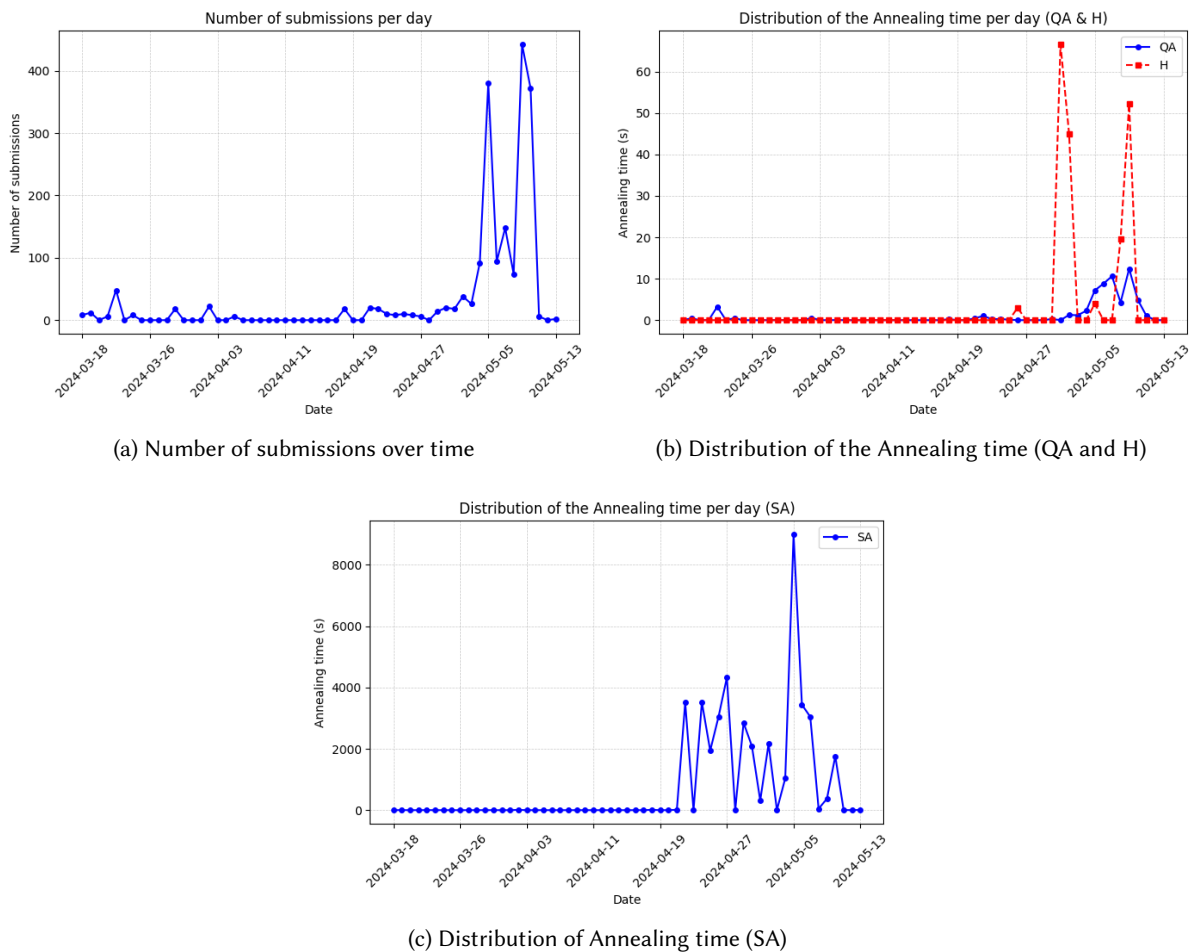 Number of submissions per day
Number of submissions
400
300
200
100
0
2024-03-18
2024-03-26
2024-04-03
2024-04-11
2024-04-19
2024-04-27
2024-05-05
2024-05-13
Date
(a) Number of submissions over time
Distribution of the Annealing time per day (QA & H)
QA
H
Annealing time (s)
60
50
40
30
20
10
0
2024-03-18
2024-03-26
2024-04-03
2024-04-11
2024-04-19
2024-04-27
2024-05-05
2024-05-13
Date
(b) Distribution of the Annealing time (QA and H)
Distribution of the Annealing time per day (SA)
SA
Annealing time (s)
8000
6000
4000
2000
0
2024-03-18
2024-03-26
2024-04-03
2024-04-11
2024-04-19
2024-04-27
2024-05-05
2024-05-13
Date
(c) Distribution of Annealing time (SA)